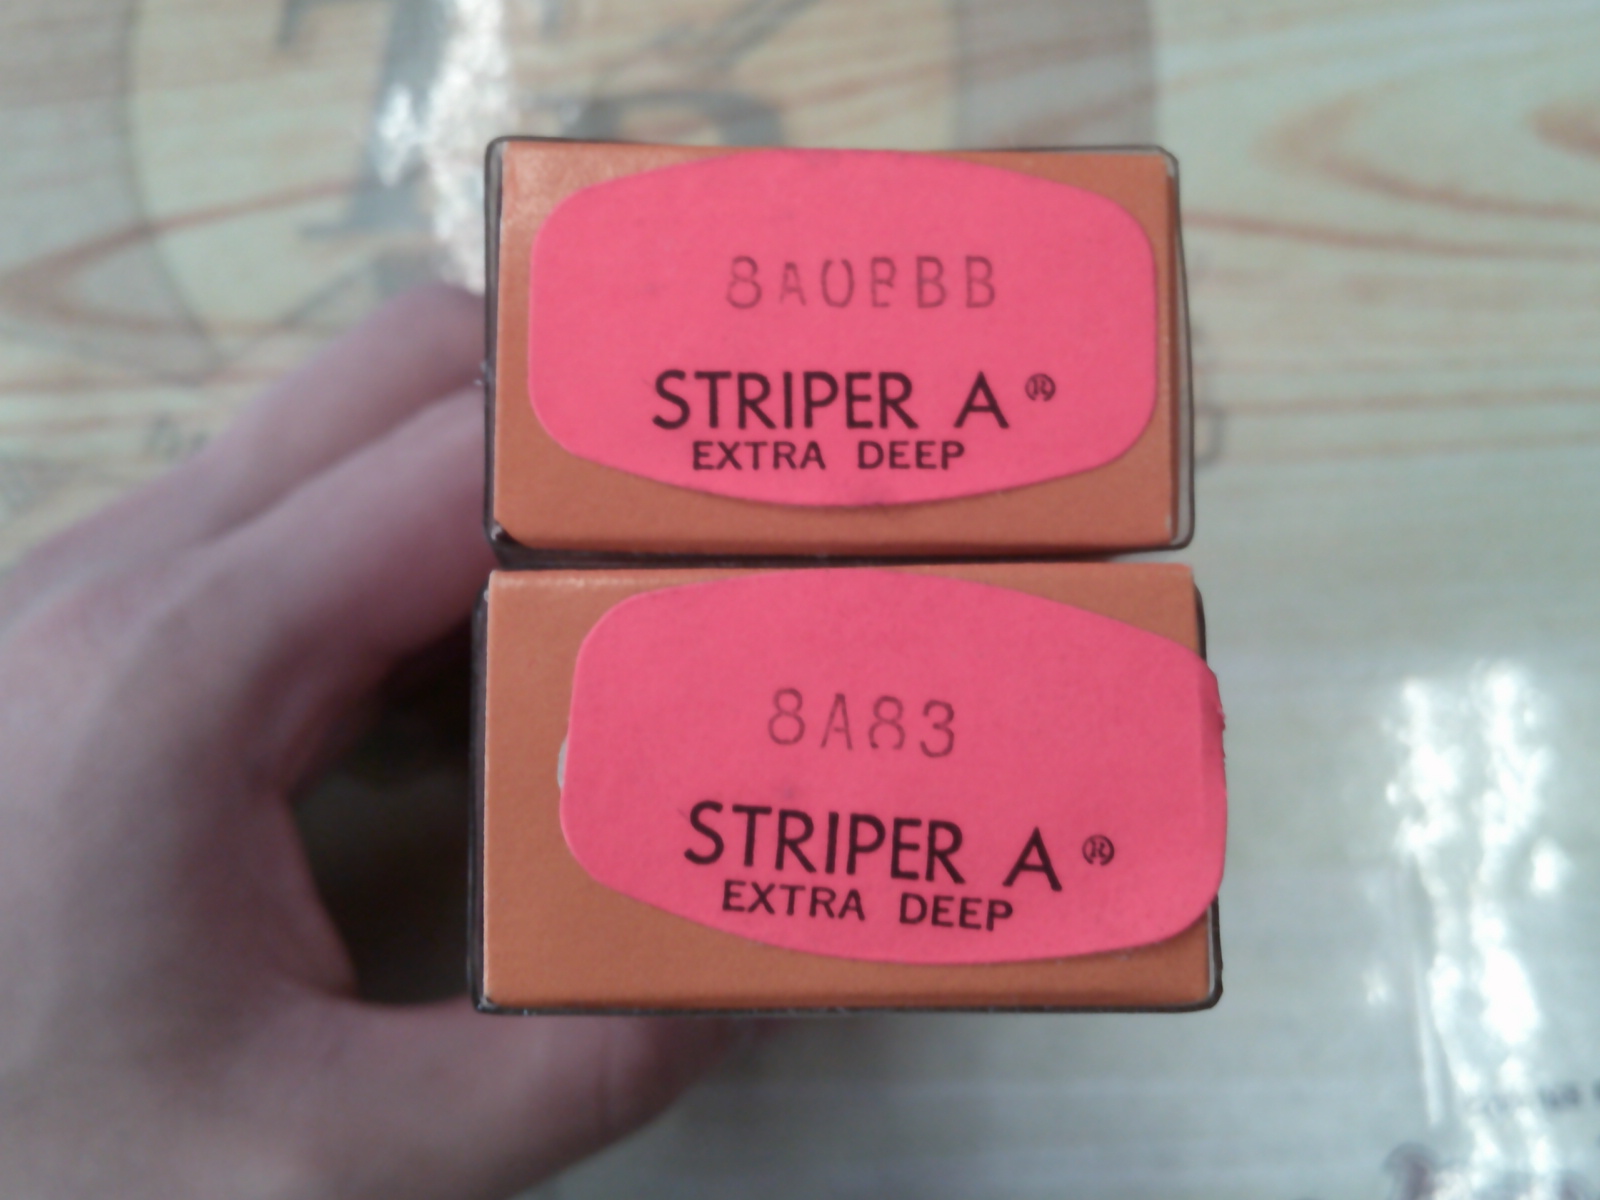 8A0BBB
STRIPER A ®
EXTRA DEEP
8A83
STRIPER A ®
EXTRA DEEP